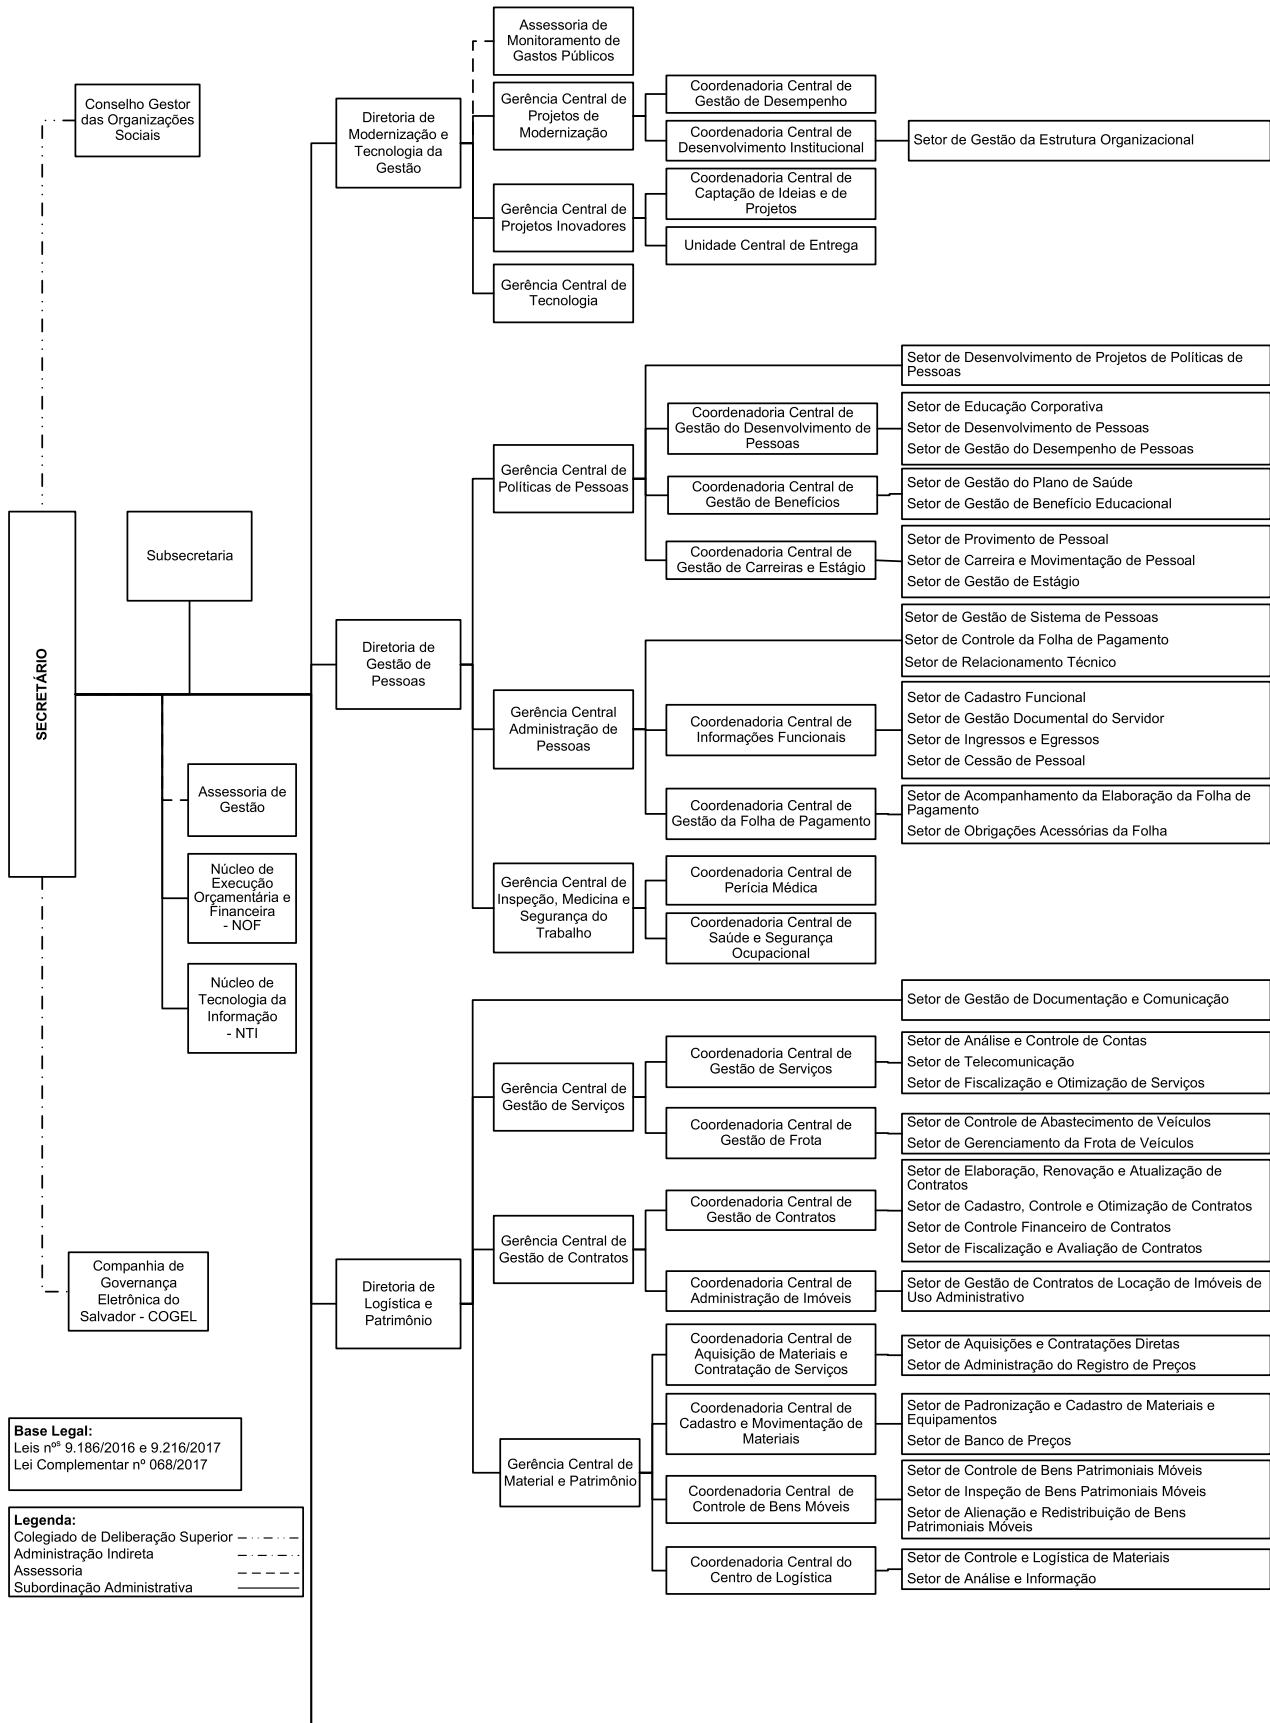 Assessoria de
Monitoramento de
Gastos Públicos
Conselho Gestor
das Organizações
Sociais
Diretoria de
Modernização e
Tecnologia da
Gestão
Gerência Central de
Projetos de
Modernização
Coordenadoria Central de
Gestão de Desempenho
Coordenadoria Central de
Desenvolvimento Institucional
Setor de Gestão da Estrutura Organizacional
Gerência Central de
Projetos Inovadores
Coordenadoria Central de
Captação de Ideias e de
Projetos
Unidade Central de Entrega
Gerência Central de
Tecnologia
SECRETÁRIO
Subsecretaria
Assessoria de
Gestão
Núcleo de
Execução
Orçamentária e
Financeira
- NOF
Núcleo de
Tecnologia da
Informação
- NTI
Companhia de
Governança
Eletrônica do
Salvador - COGEL
Diretoria de
Gestão de
Pessoas
Gerência Central de
Políticas de Pessoas
Setor de Desenvolvimento de Projetos de Políticas de
Pessoas
Coordenadoria Central de
Gestão do Desenvolvimento de
Pessoas
Setor de Educação Corporativa
Setor de Desenvolvimento de Pessoas
Setor de Gestão do Desempenho de Pessoas
Coordenadoria Central de
Gestão de Benefícios
Setor de Gestão do Plano de Saúde
Setor de Gestão de Benefício Educacional
Coordenadoria Central de
Gestão de Carreiras e Estágio
Setor de Provimento de Pessoal
Setor de Carreira e Movimentação de Pessoal
Setor de Gestão de Estágio
Gerência Central
Administração de
Pessoas
Setor de Gestão de Sistema de Pessoas
Setor de Controle da Folha de Pagamento
Setor de Relacionamento Técnico
Coordenadoria Central de
Informações Funcionais
Setor de Cadastro Funcional
Setor de Gestão Documental do Servidor
Setor de Ingressos e Egressos
Setor de Cessão de Pessoal
Coordenadoria Central de
Gestão da Folha de Pagamento
Setor de Acompanhamento da Elaboração da Folha de
Pagamento
Setor de Obrigações Acessórias da Folha
Gerência Central de
Inspeção, Medicina e
Segurança do
Trabalho
Coordenadoria Central de
Perícia Médica
Coordenadoria Central de
Saúde e Segurança
Ocupacional
Diretoria de
Logística e
Patrimônio
Setor de Gestão de Documentação e Comunicação
Gerência Central de
Gestão de Serviços
Coordenadoria Central de
Gestão de Serviços
Setor de Análise e Controle de Contas
Setor de Telecomunicação
Setor de Fiscalização e Otimização de Serviços
Coordenadoria Central de
Gestão de Frota
Setor de Controle de Abastecimento de Veículos
Setor de Gerenciamento da Frota de Veículos
Gerência Central de
Gestão de Contratos
Coordenadoria Central de
Gestão de Contratos
Setor de Elaboração, Renovação e Atualização de
Contratos
Setor de Cadastro, Controle e Otimização de Contratos
Setor de Controle Financeiro de Contratos
Setor de Fiscalização e Avaliação de Contratos
Coordenadoria Central de
Administração de Imóveis
Setor de Gestão de Contratos de Locação de Imóveis de
Uso Administrativo
Gerência Central de
Material e Patrimônio
Coordenadoria Central de
Aquisição de Materiais e
Contratação de Serviços
Setor de Aquisições e Contratações Diretas
Setor de Administração do Registro de Preços
Coordenadoria Central de
Cadastro e Movimentação de
Materiais
Setor de Padronização e Cadastro de Materiais e
Equipamentos
Setor de Banco de Preços
Coordenadoria Central de
Controle de Bens Móveis
Setor de Controle de Bens Patrimoniais Móveis
Setor de Inspeção de Bens Patrimoniais Móveis
Setor de Alienação e Redistribuição de Bens
Patrimoniais Móveis
Coordenadoria Central do
Centro de Logística
Setor de Controle e Logística de Materiais
Setor de Análise e Informação
Base Legal:
Leis nºˢ 9.186/2016 e 9.216/2017
Lei Complementar nº 068/2017
Legenda:
Colegiado de Deliberação Superior
Administração Indireta
Assessoria
Subordinação Administrativa